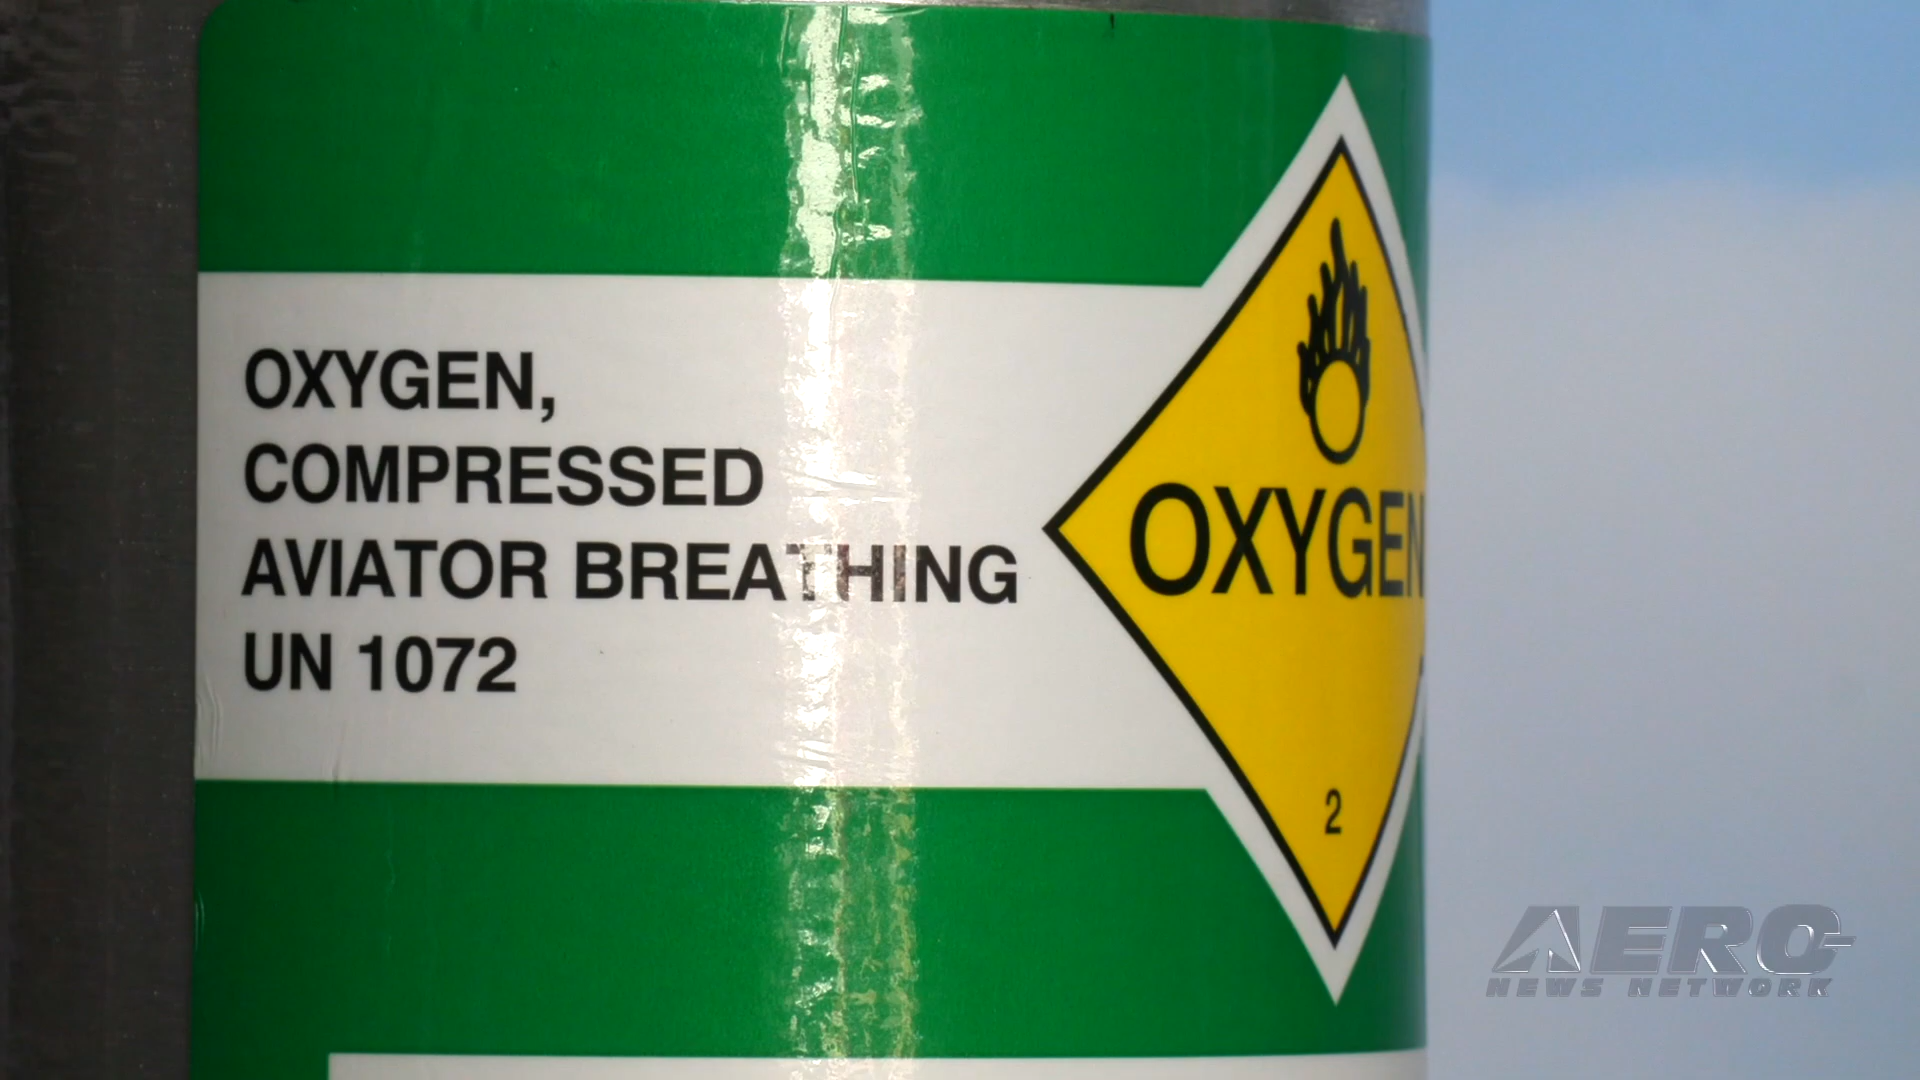 OXYGEN,
COMPRESSED
AVIATOR BREATHING
UN 1072
OXYGEN
2
AERO
NEWS NETWORK